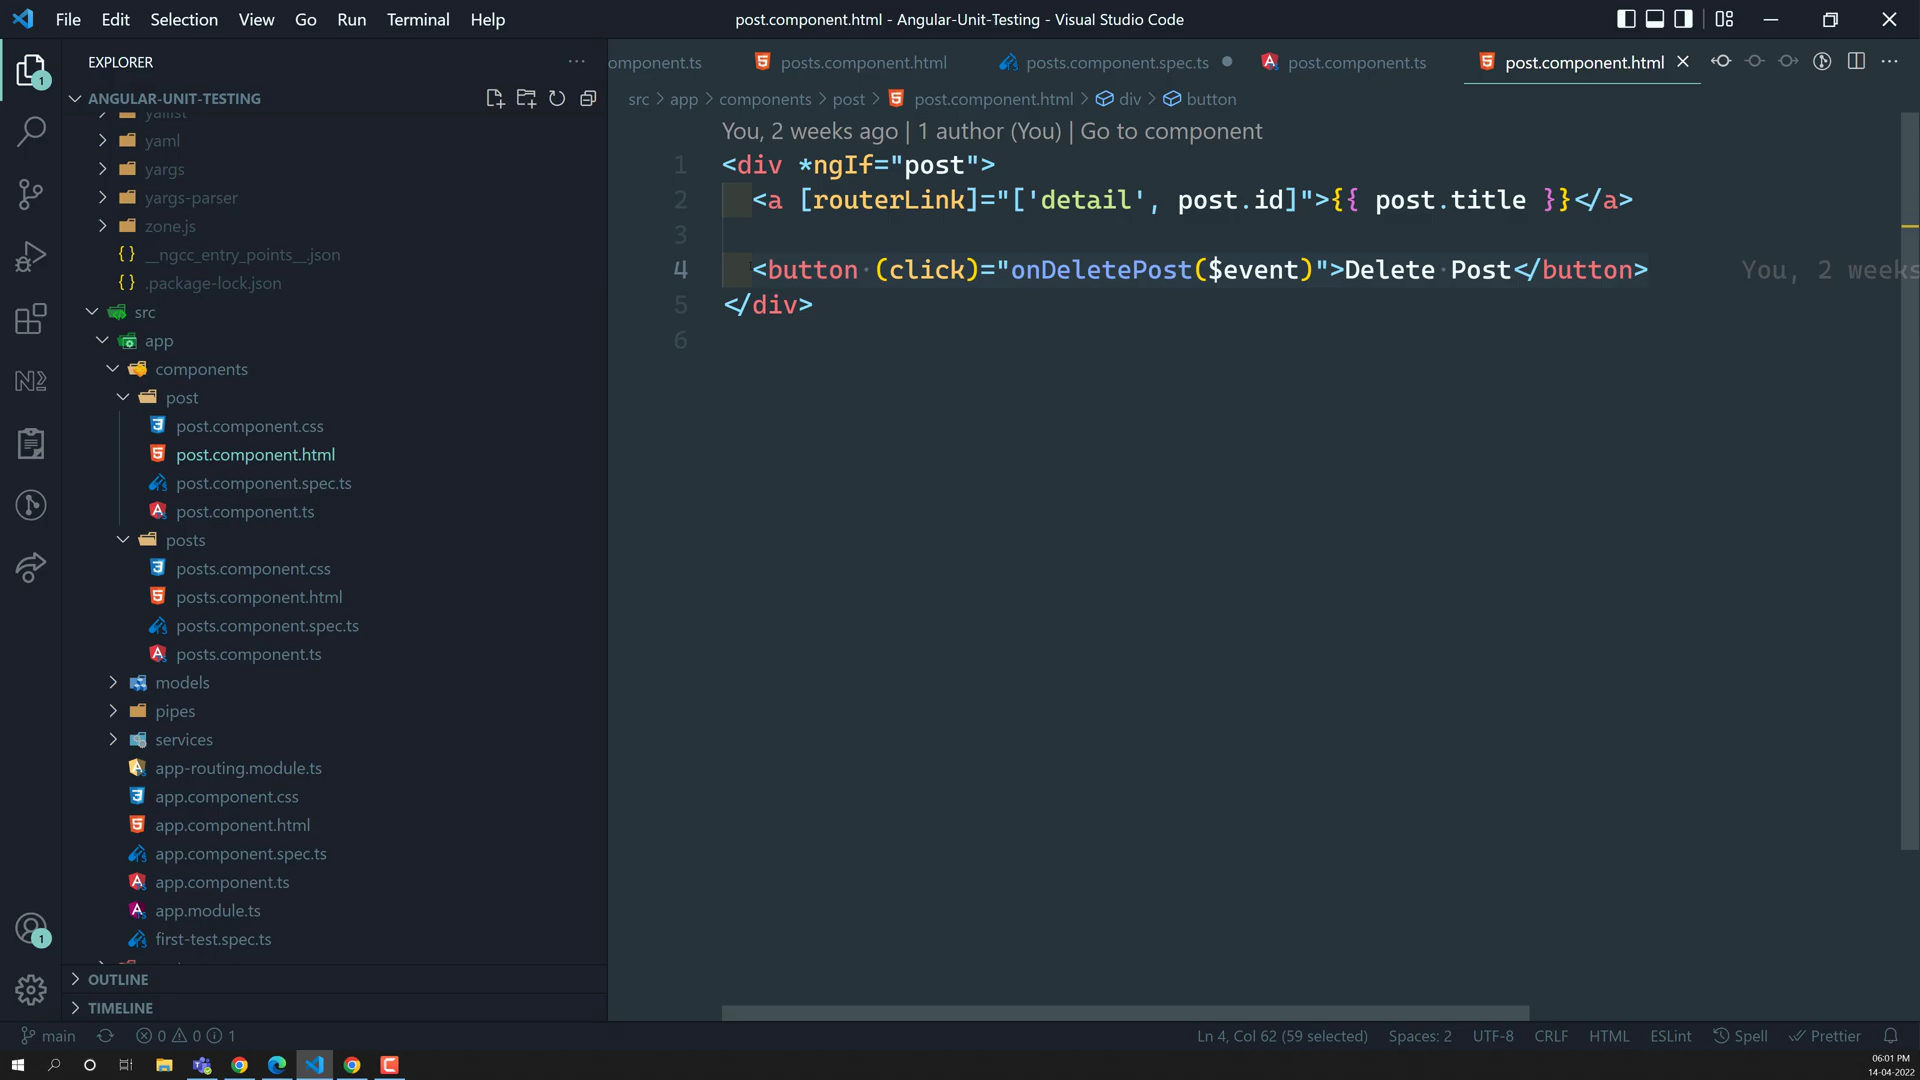 File Edit Selection View Go Run Terminal Help
post.component.html - Angular-Unit-Testing - Visual Studio Code
EXPLORER
omponent.ts
posts.component.html
posts.component.spec.ts
post.component.ts
post.component.html
ANGULAR-UNIT-TESTING
src > app > components > post > post.component.html > div > button
yallist
yaml
yargs
yargs-parser
zone.js
{} __ngcc_entry_points__.json
{} .package-lock.json
src
app
components
post
post.component.css
post.component.html
post.component.spec.ts
post.component.ts
posts
posts.component.css
posts.component.html
posts.component.spec.ts
posts.component.ts
models
pipes
services
app-routing.module.ts
app.component.css
app.component.html
app.component.spec.ts
app.component.ts
app.module.ts
first-test.spec.ts
OUTLINE
TIMELINE
You, 2 weeks ago | 1 author (You) | Go to component
1 <div *ngIf="post">
2 <a [routerLink]="['detail', post.id]">{{ post.title }}</a>
3
4 <button (click)="onDeletePost($event)">Delete Post</button> You, 2 weeks
5 </div>
6
main 0 0 1
Ln 4, Col 62 (59 selected) Spaces: 2 UTF-8 CRLF HTML ESLint Spell Prettier
06:01 PM
14-04-2022